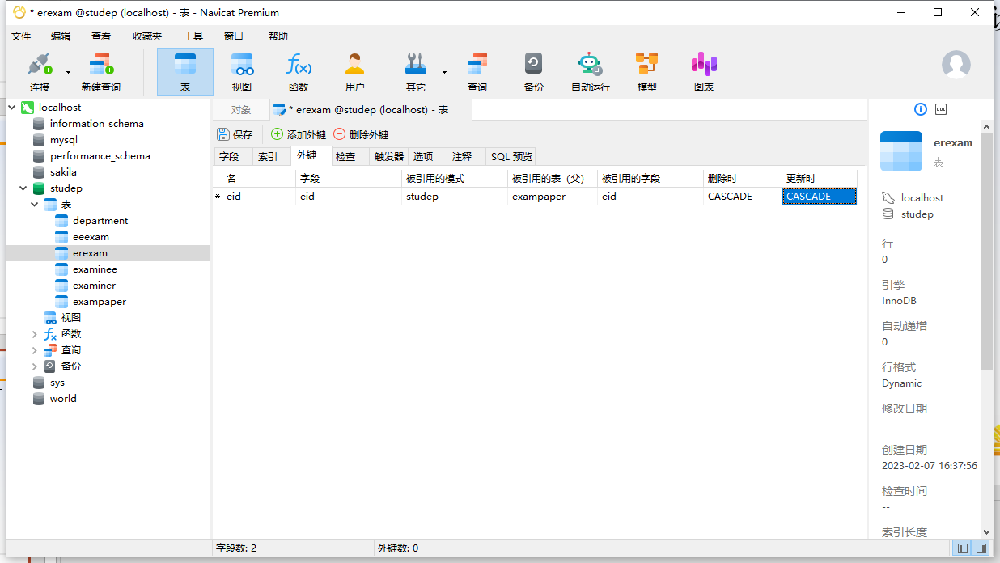 * erexam @studep (localhost) - 表 - Navicat Premium
文件 编辑 查看 收藏夹 工具 窗口 帮助
连接 新建查询 表 视图 函数 用户 其它 查询 备份 自动运行 模型 图表
localhost
information_schema
mysql
performance_schema
sakila
studep
表
department
eeexam
erexam
examinee
examiner
exampaper
视图
函数
查询
备份
sys
world
对象 * erexam @studep (localhost) - 表
保存 添加外键 删除外键
字段 索引 外键 检查 触发器 选项 注释 SQL 预览
名 字段 被引用的模式 被引用的表（父） 被引用的字段 删除时 更新时
* eid eid studep exampaper eid CASCADE CASCADE
DDL
erexam
表
localhost
studep
行
0
引擎
InnoDB
自动递增
0
行格式
Dynamic
修改日期
--
创建日期
2023-02-07 16:37:56
检查时间
--
索引长度
字段数: 2 外键数: 0